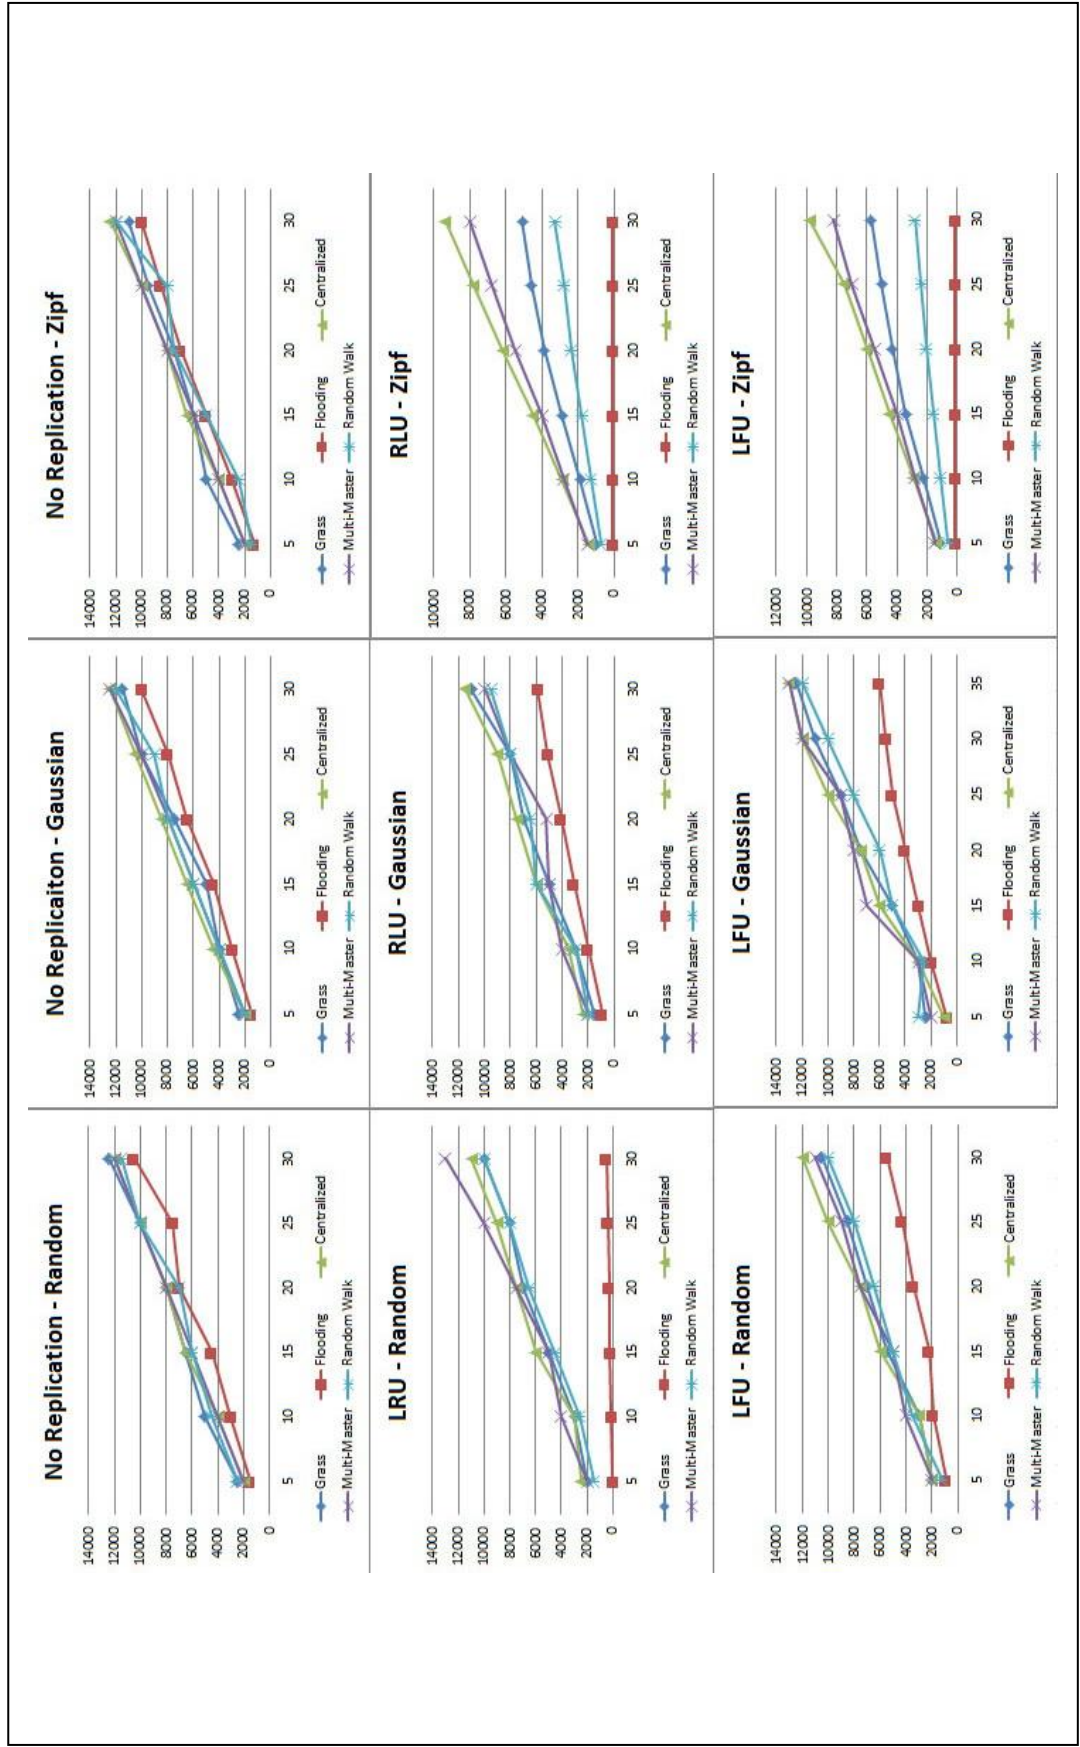 No Replication - Random
14000
12000
10000
8000
6000
4000
2000
0
5 10 15 20 25 30
Grass Flooding Centralized
Multi-Master Random Walk
No Replicaiton - Gaussian
14000
12000
10000
8000
6000
4000
2000
0
5 10 15 20 25 30
Grass Flooding Centralized
Multi-Master Random Walk
No Replication - Zipf
14000
12000
10000
8000
6000
4000
2000
0
5 10 15 20 25 30
Grass Flooding Centralized
Multi-Master Random Walk
LRU - Random
14000
12000
10000
8000
6000
4000
2000
0
5 10 15 20 25 30
Grass Flooding Centralized
Multi-Master Random Walk
RLU - Gaussian
14000
12000
10000
8000
6000
4000
2000
0
5 10 15 20 25 30
Grass Flooding Centralized
Multi-Master Random Walk
RLU - Zipf
10000
8000
6000
4000
2000
0
5 10 15 20 25 30
Grass Flooding Centralized
Multi-Master Random Walk
LFU - Random
14000
12000
10000
8000
6000
4000
2000
0
5 10 15 20 25 30
Grass Flooding Centralized
Multi-Master Random Walk
LFU - Gaussian
14000
12000
10000
8000
6000
4000
2000
0
5 10 15 20 25 30 35
Grass Flooding Centralized
Multi-Master Random Walk
LFU - Zipf
12000
10000
8000
6000
4000
2000
0
5 10 15 20 25 30
Grass Flooding Centralized
Multi-Master Random Walk